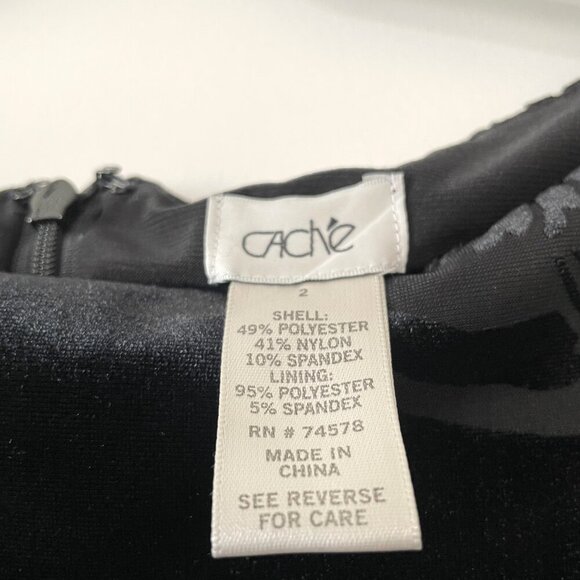 CAChé
2
SHELL:
49% POLYESTER
41% NYLON
10% SPANDEX
LINING:
95% POLYESTER
5% SPANDEX
RN # 74578
MADE IN
CHINA
SEE REVERSE
FOR CARE